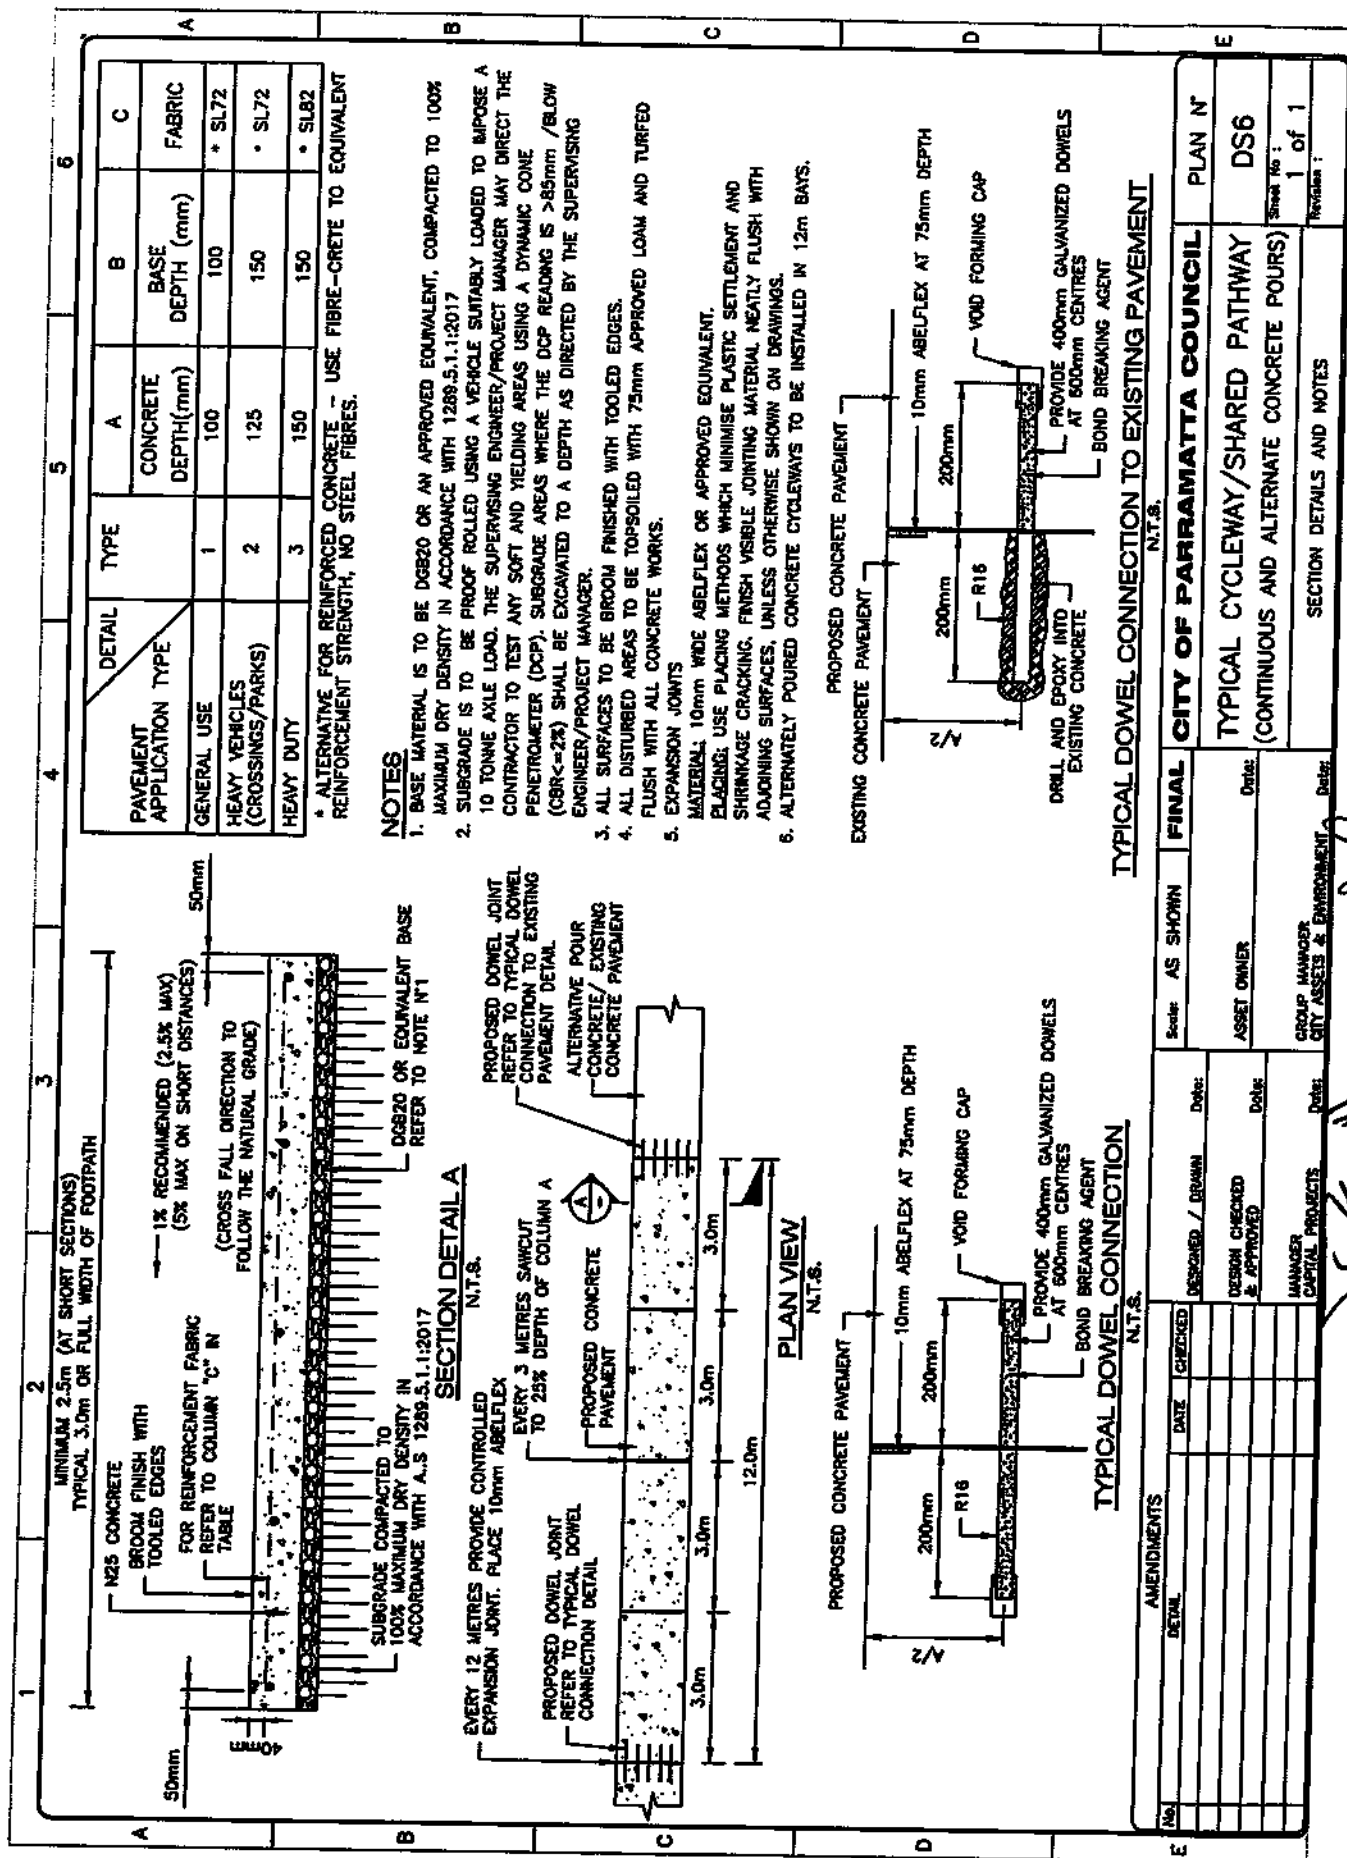 1
2
3
4
5
6
A
B
C
D
E
MINIMUM 2.5m (AT SHORT SECTIONS)
TYPICAL 3.0m OR FULL WIDTH OF FOOTPATH
50mm
50mm
40mm
N25 CONCRETE
BROOM FINISH WITH
TOOLED EDGES
FOR REINFORCEMENT FABRIC
REFER TO COLUMN "C" IN
TABLE
1% RECOMMENDED (2.5% MAX)
(5% MAX ON SHORT DISTANCES)
(CROSS FALL DIRECTION TO
FOLLOW THE NATURAL GRADE)
SUBGRADE COMPACTED TO
100% MAXIMUM DRY DENSITY IN
ACCORDANCE WITH A.S 1289.5.1.1:2017
DGB20 OR EQUIVALENT BASE
REFER TO NOTE N°1
SECTION DETAIL A
N.T.S.
EVERY 12 METRES PROVIDE CONTROLLED
EXPANSION JOINT. PLACE 10mm ABELFLEX
EVERY 3 METRES SAWCUT
TO 25% DEPTH OF COLUMN A
PROPOSED DOWEL JOINT
REFER TO TYPICAL DOWEL
CONNECTION DETAIL
PROPOSED CONCRETE
PAVEMENT
A
-
PROPOSED DOWEL JOINT
REFER TO TYPICAL DOWEL
CONNECTION TO EXISTING
PAVEMENT DETAIL
ALTERNATIVE POUR
CONCRETE/ EXISTING
CONCRETE PAVEMENT
3.0m
3.0m
3.0m
3.0m
12.0m
PLAN VIEW
N.T.S.
PROPOSED CONCRETE PAVEMENT
10mm ABELFLEX AT 75mm DEPTH
200mm
200mm
A/2
R16
VOID FORMING CAP
PROVIDE 400mm GALVANIZED DOWELS
AT 600mm CENTRES
BOND BREAKING AGENT
TYPICAL DOWEL CONNECTION
N.T.S.
PAVEMENT
APPLICATION TYPE
DETAIL
TYPE
A
CONCRETE
DEPTH(mm)
B
BASE
DEPTH (mm)
C
FABRIC
GENERAL USE
1
100
100
* SL72
HEAVY VEHICLES
(CROSSINGS/PARKS)
2
125
150
* SL72
HEAVY DUTY
3
150
150
* SL82
* ALTERNATIVE FOR REINFORCED CONCRETE - USE FIBRE-CRETE TO EQUIVALENT
REINFORCEMENT STRENGTH, NO STEEL FIBRES.
NOTES
1. BASE MATERIAL IS TO BE DGB20 OR AN APPROVED EQUIVALENT, COMPACTED TO 100%
MAXIMUM DRY DENSITY IN ACCORDANCE WITH 1289.5.1.1:2017
2. SUBGRADE IS TO BE PROOF ROLLED USING A VEHICLE SUITABLY LOADED TO IMPOSE A
10 TONNE AXLE LOAD. THE SUPERVISING ENGINEER/PROJECT MANAGER MAY DIRECT THE
CONTRACTOR TO TEST ANY SOFT AND YIELDING AREAS USING A DYNAMIC CONE
PENETROMETER (DCP). SUBGRADE AREAS WHERE THE DCP READING IS >85mm /BLOW
(CBR<=2%) SHALL BE EXCAVATED TO A DEPTH AS DIRECTED BY THE SUPERVISING
ENGINEER/PROJECT MANAGER.
3. ALL SURFACES TO BE BROOM FINISHED WITH TOOLED EDGES.
4. ALL DISTURBED AREAS TO BE TOPSOILED WITH 75mm APPROVED LOAM AND TURFED
FLUSH WITH ALL CONCRETE WORKS.
5. EXPANSION JOINTS
MATERIAL: 10mm WIDE ABELFLEX OR APPROVED EQUIVALENT.
PLACING: USE PLACING METHODS WHICH MINIMISE PLASTIC SETTLEMENT AND
SHRINKAGE CRACKING. FINISH VISIBLE JOINTING MATERIAL NEATLY FLUSH WITH
ADJOINING SURFACES, UNLESS OTHERWISE SHOWN ON DRAWINGS.
6. ALTERNATELY POURED CONCRETE CYCLEWAYS TO BE INSTALLED IN 12m BAYS.
PROPOSED CONCRETE PAVEMENT
EXISTING CONCRETE PAVEMENT
10mm ABELFLEX AT 75mm DEPTH
200mm
200mm
A/2
R16
VOID FORMING CAP
PROVIDE 400mm GALVANIZED DOWELS
AT 600mm CENTRES
BOND BREAKING AGENT
DRILL AND EPOXY INTO
EXISTING CONCRETE
TYPICAL DOWEL CONNECTION TO EXISTING PAVEMENT
N.T.S.
AMENDMENTS
No.
DETAIL
DATE
CHECKED
DESIGNED / DRAWN
Date:
DESIGN CHECKED
& APPROVED
Date:
MANAGER
CAPITAL PROJECTS
Date:
Scale: AS SHOWN
FINAL
ASSET OWNER
Date:
GROUP MANAGER
CITY ASSETS & ENVIRONMENT
Date:
CITY OF PARRAMATTA COUNCIL
TYPICAL CYCLEWAY/SHARED PATHWAY
(CONTINUOUS AND ALTERNATE CONCRETE POURS)
SECTION DETAILS AND NOTES
PLAN N°
DS6
Sheet No :
1 of 1
Revision :
A
B
C
D
E